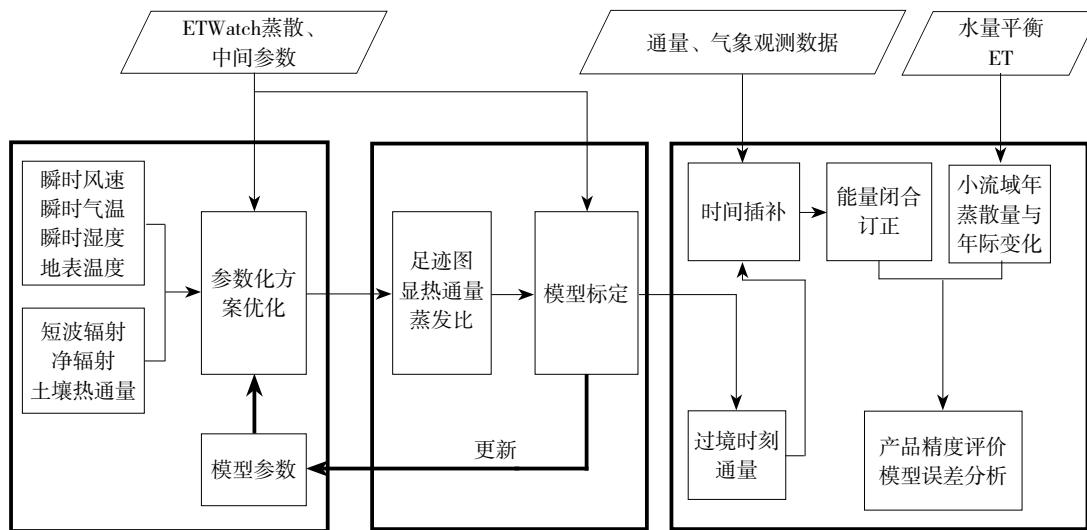 ETWatch蒸散、
中间参数
通量、气象观测数据
水量平衡
ET
瞬时风速
瞬时气温
瞬时湿度
地表温度
短波辐射
净辐射
土壤热通量
参数化方
案优化
模型参数
足迹图
显热通量
蒸发比
模型标定
更新
时间插补
能量闭合
订正
小流域年
蒸散量与
年际变化
过境时刻
通量
产品精度评价
模型误差分析